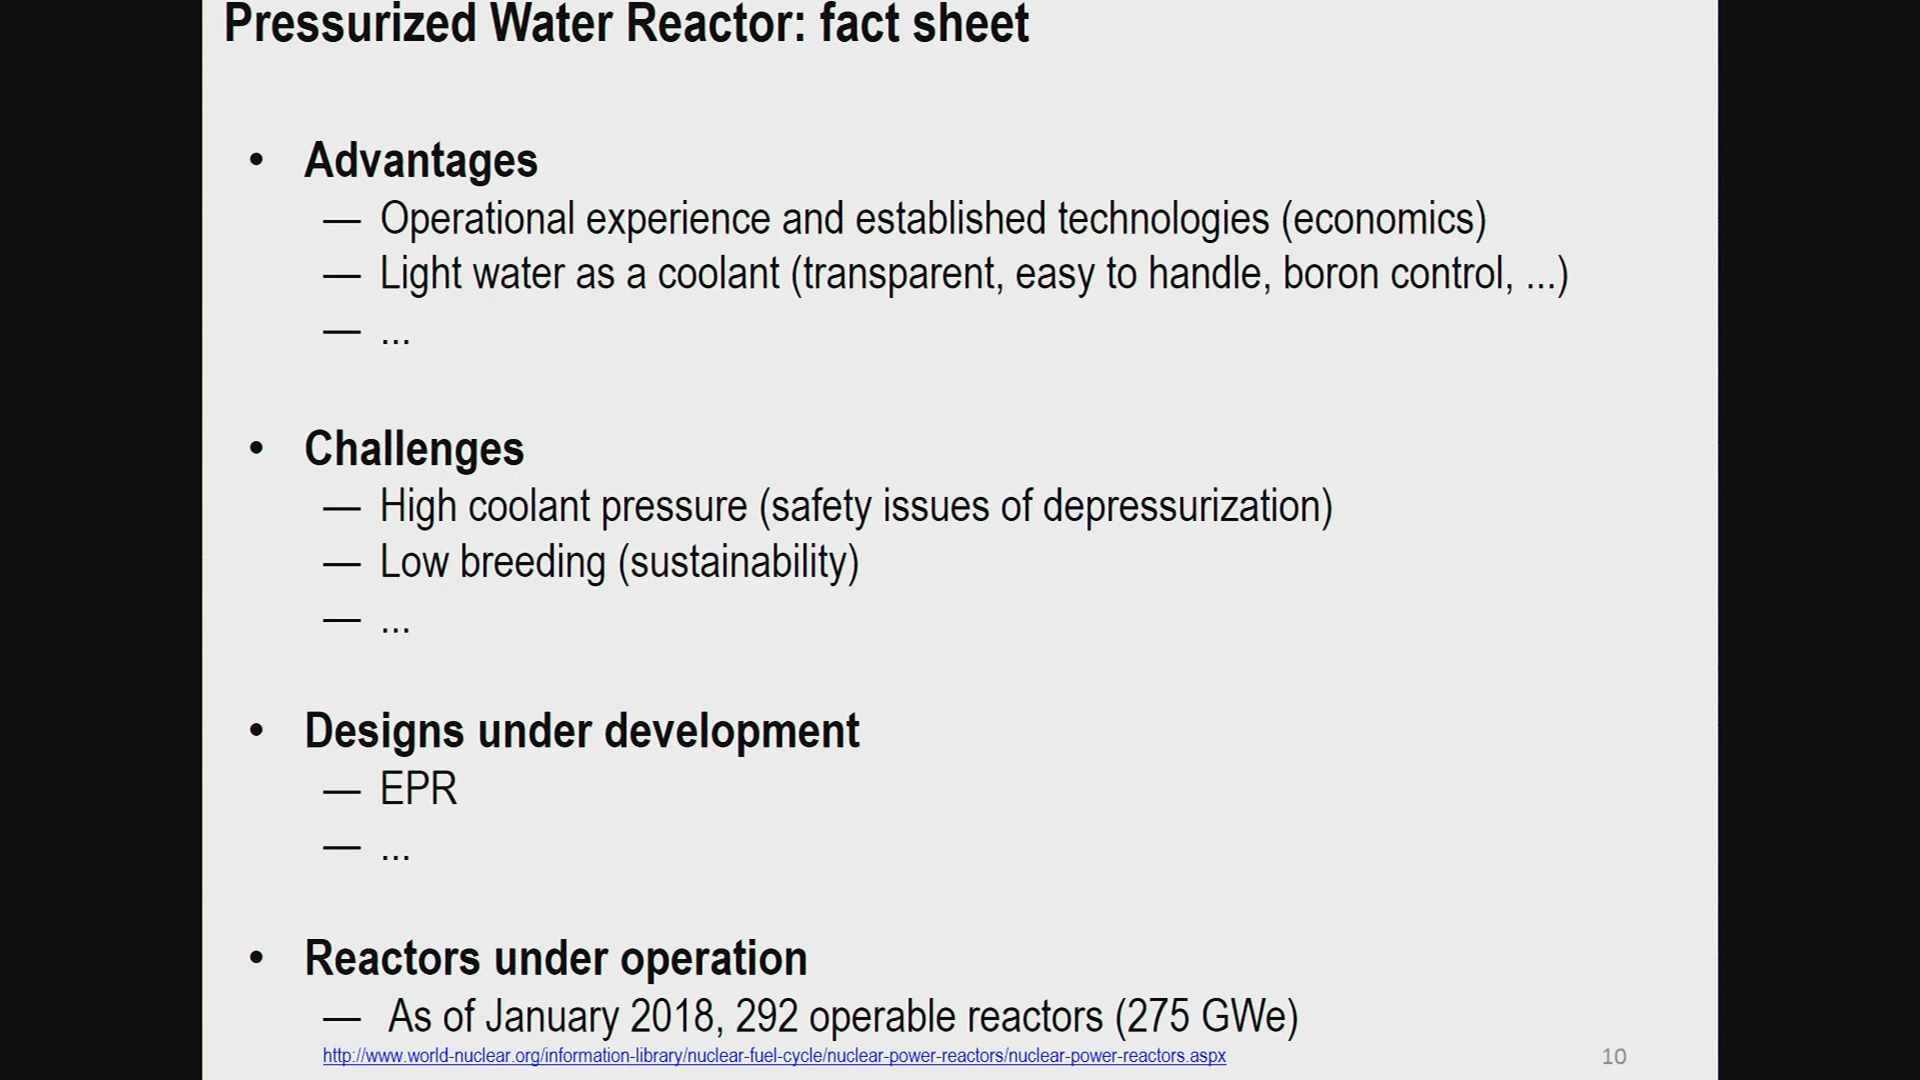 Pressurized Water Reactor: fact sheet
• Advantages
— Operational experience and established technologies (economics)
— Light water as a coolant (transparent, easy to handle, boron control, ...)
— ...
• Challenges
— High coolant pressure (safety issues of depressurization)
— Low breeding (sustainability)
— ...
• Designs under development
— EPR
— ...
• Reactors under operation
— As of January 2018, 292 operable reactors (275 GWe)
http://www.world-nuclear.org/information-library/nuclear-fuel-cycle/nuclear-power-reactors/nuclear-power-reactors.aspx
10